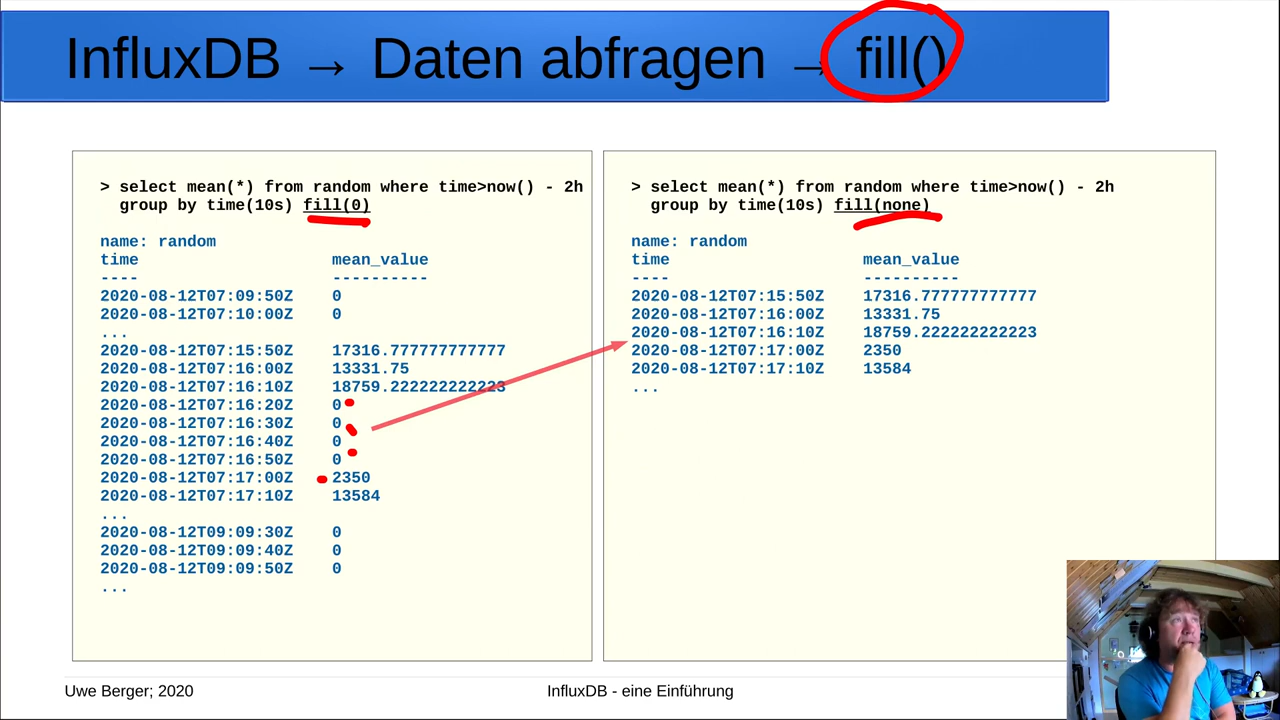 InfluxDB → Daten abfragen → fill()
> select mean(*) from random where time>now() - 2h
group by time(10s) fill(0)
name: random
time mean_value
---- ----------
2020-08-12T07:09:50Z 0
2020-08-12T07:10:00Z 0
...
2020-08-12T07:15:50Z 17316.777777777777
2020-08-12T07:16:00Z 13331.75
2020-08-12T07:16:10Z 18759.222222222223
2020-08-12T07:16:20Z 0
2020-08-12T07:16:30Z 0
2020-08-12T07:16:40Z 0
2020-08-12T07:16:50Z 0
2020-08-12T07:17:00Z 2350
2020-08-12T07:17:10Z 13584
...
2020-08-12T09:09:30Z 0
2020-08-12T09:09:40Z 0
2020-08-12T09:09:50Z 0
...
> select mean(*) from random where time>now() - 2h
group by time(10s) fill(none)
name: random
time mean_value
---- ----------
2020-08-12T07:15:50Z 17316.777777777777
2020-08-12T07:16:00Z 13331.75
2020-08-12T07:16:10Z 18759.222222222223
2020-08-12T07:17:00Z 2350
2020-08-12T07:17:10Z 13584
...
Uwe Berger; 2020
InfluxDB - eine Einführung